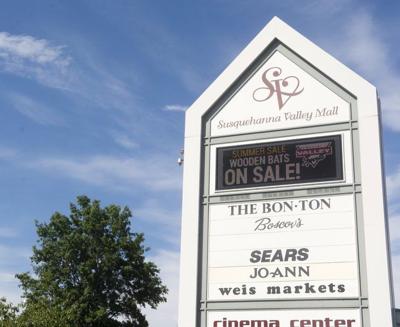 SV
Susquehanna Valley Mall
SUMMER SALE
WOODEN BATS
ON SALE!
VALLEY
THE BON·TON
Boscov's
SEARS
JO-ANN
weis markets
cinema center